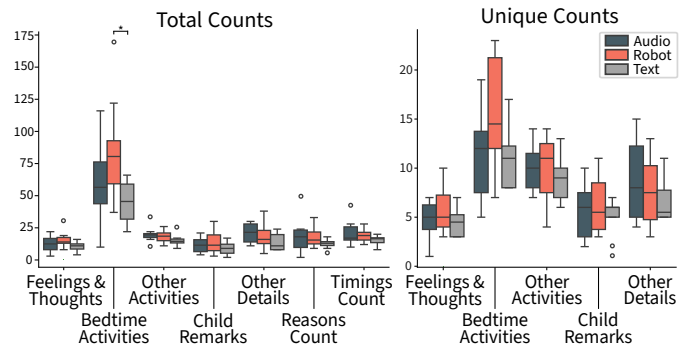 Total Counts
175
150
125
100
75
50
25
0
*
Feelings &
Thoughts
Bedtime
Activities
Other
Activities
Child
Remarks
Other
Details
Reasons
Count
Timings
Count
Unique Counts
20
15
10
5
0
Audio
Robot
Text
Feelings &
Thoughts
Bedtime
Activities
Other
Activities
Child
Remarks
Other
Details